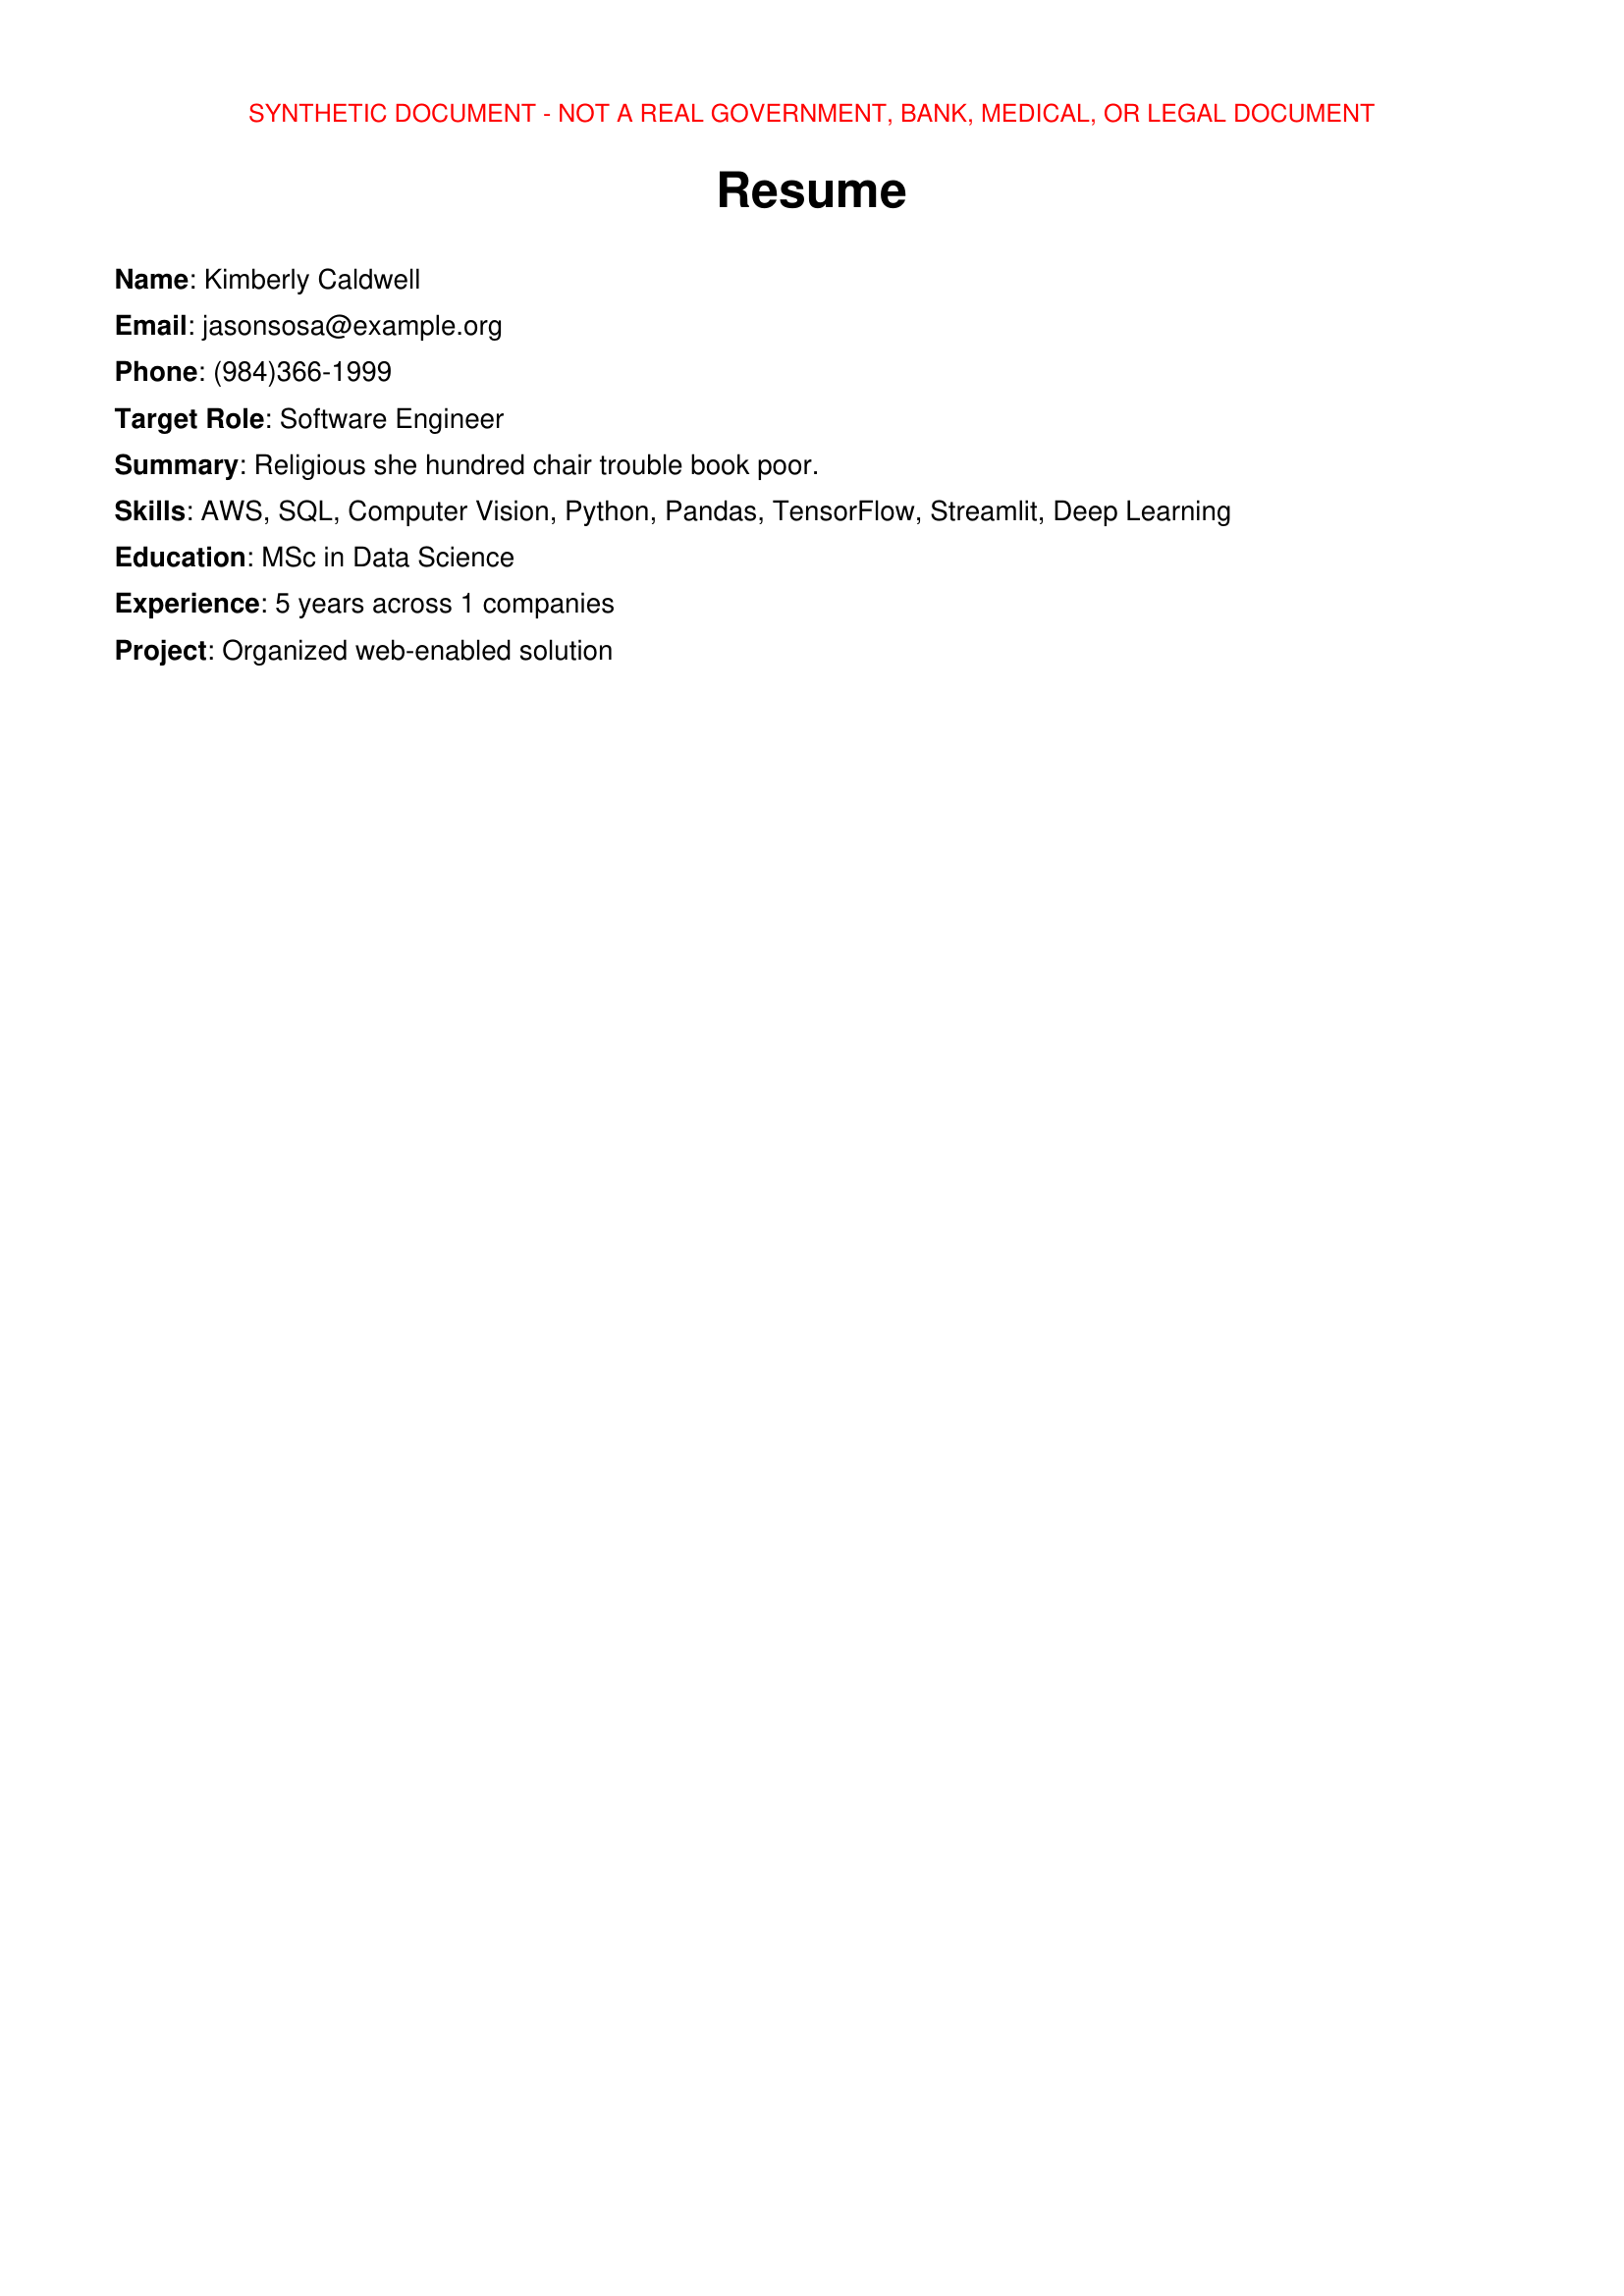 SYNTHETIC DOCUMENT - NOT A REAL GOVERNMENT, BANK, MEDICAL, OR LEGAL DOCUMENT
Resume
Name: Kimberly Caldwell
Email: jasonsosa@example.org
Phone: (984)366-1999
Target Role: Software Engineer
Summary: Religious she hundred chair trouble book poor.
Skills: AWS, SQL, Computer Vision, Python, Pandas, TensorFlow, Streamlit, Deep Learning
Education: MSc in Data Science
Experience: 5 years across 1 companies
Project: Organized web-enabled solution